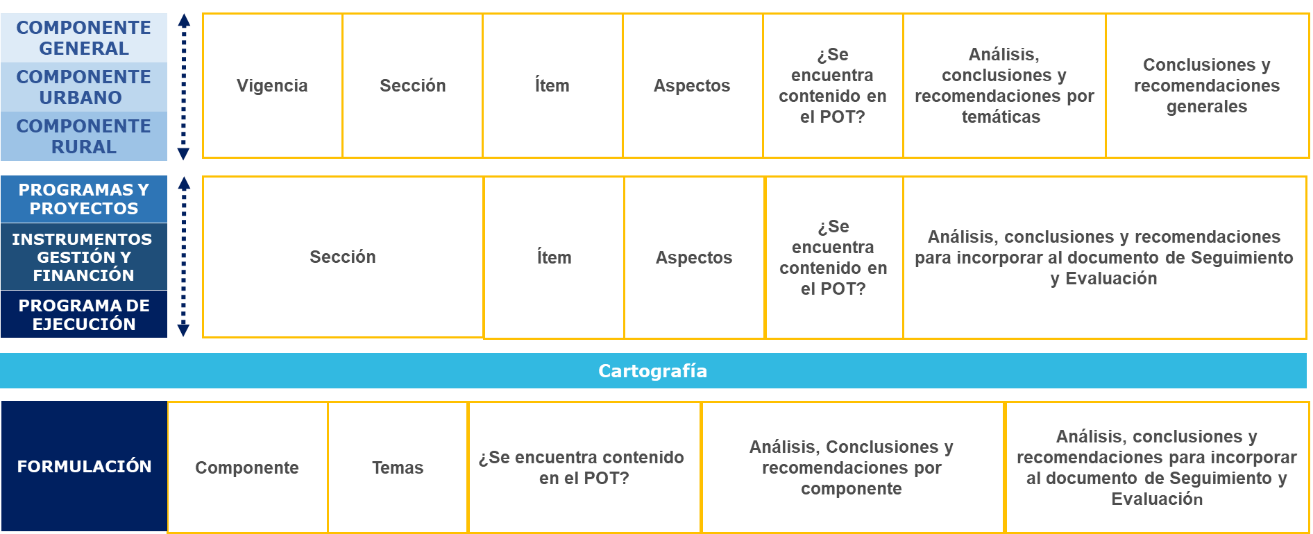 COMPONENTE
GENERAL
COMPONENTE
URBANO
COMPONENTE
RURAL
Vigencia
Sección
Ítem
Aspectos
¿Se
encuentra
contenido en
el POT?
Análisis,
conclusiones y
recomendaciones por
temáticas
Conclusiones y
recomendaciones
generales
PROGRAMAS Y
PROYECTOS
INSTRUMENTOS
GESTIÓN Y
FINANCIÓN
PROGRAMA DE
EJECUCIÓN
Sección
Ítem
Aspectos
¿Se
encuentra
contenido en
el POT?
Análisis, conclusiones y recomendaciones
para incorporar al documento de Seguimiento
y Evaluación
Cartografía
FORMULACIÓN
Componente
Temas
¿Se encuentra contenido
en el POT?
Análisis, Conclusiones y
recomendaciones por
componente
Análisis, conclusiones y
recomendaciones para incorporar
al documento de Seguimiento y
Evaluación